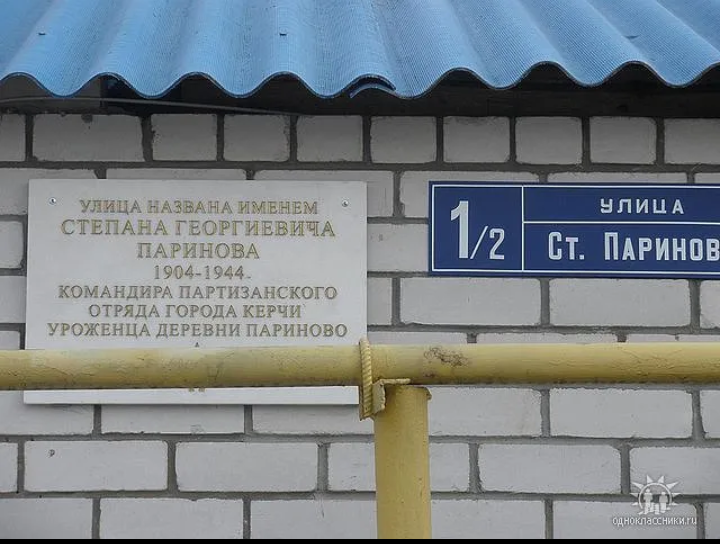 УЛИЦА НАЗВАНА ИМЕНЕМ
СТЕПАНА ГЕОРГИЕВИЧА
ПАРИНОВА
1904-1944
КОМАНДИРА ПАРТИЗАНСКОГО
ОТРЯДА ГОРОДА КЕРЧИ
УРОЖЕНЦА ДЕРЕВНИ ПАРИНОВО
1/2
УЛИЦА
Ст. Паринов
одноклассники.ru